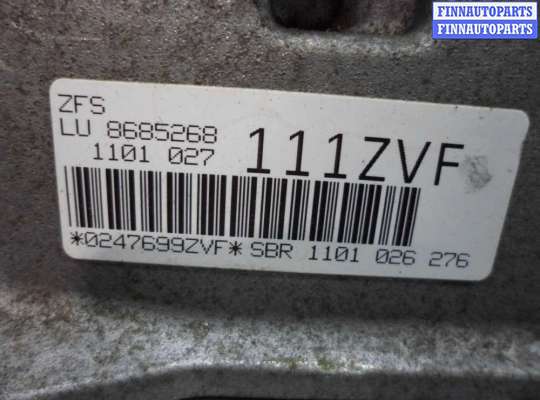 FINNAUTOPARTS
FINNAUTOPARTS
ZFS
LU 8685268
1101 027
111ZVF
*0247699ZVF* SBR 1101 026 276